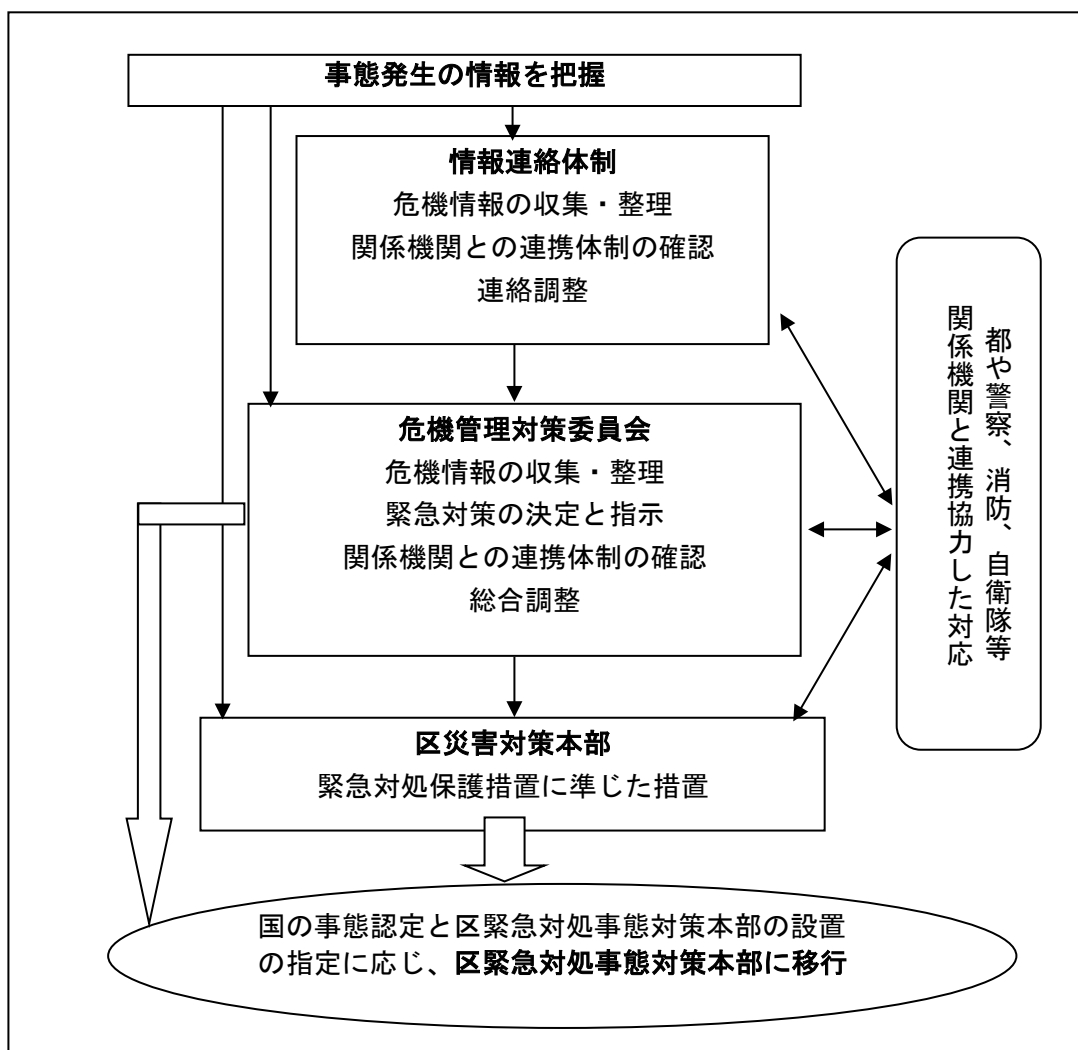 事態発生の情報を把握
情報連絡体制
危機情報の収集・整理
関係機関との連携体制の確認
連絡調整
危機管理対策委員会
危機情報の収集・整理
緊急対策の決定と指示
関係機関との連携体制の確認
総合調整
都や警察、消防、自衛隊等
関係機関と連携協力した対応
区災害対策本部
緊急対処保護措置に準じた措置
国の事態認定と区緊急対処事態対策本部の設置
の指定に応じ、区緊急対処事態対策本部に移行